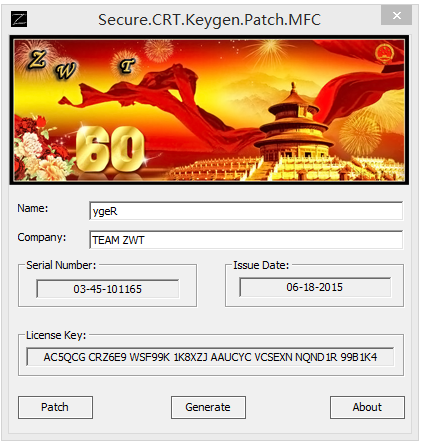 Secure.CRT.Keygen.Patch.MFC
Z W T
60
Name:
ygeR
Company:
TEAM ZWT
Serial Number:
03-45-101165
Issue Date:
06-18-2015
License Key:
AC5QCG CRZ6E9 WSF99K 1K8XZJ AAUCYC VCSEXN NQND1R 99B1K4
Patch
Generate
About